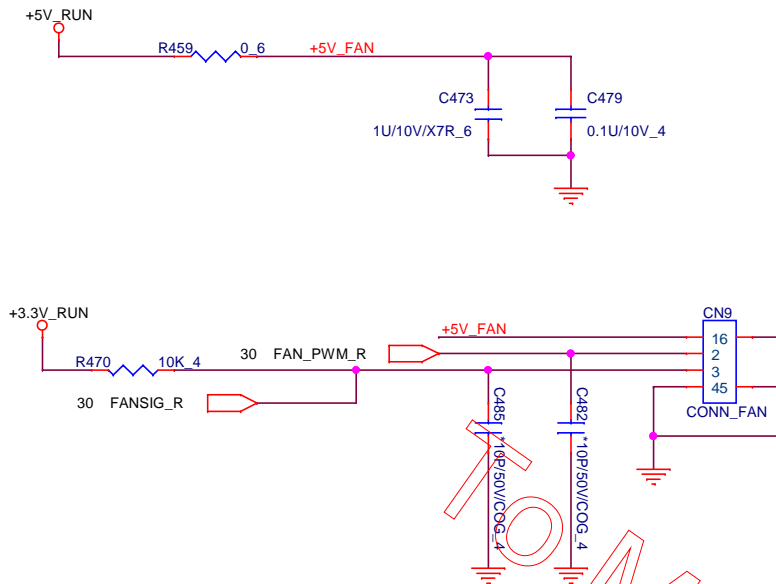 +5V_RUN
R459 0_6 +5V_FAN
C473 C479
1U/10V/X7R_6 0.1U/10V_4
+3.3V_RUN
CN9
+5V_FAN
16
R470 10K_4 30 FAN_PWM_R
2
3
30 FANSIG_R
45
CONN_FAN
C485
*10P/50V/COG_4
C482
*10P/50V/COG_4